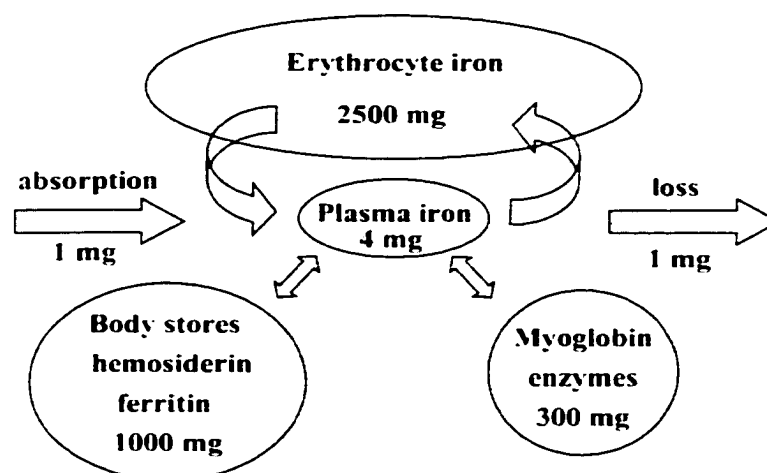 Erythrocyte iron
2500 mg
absorption
1 mg
Plasma iron
4 mg
loss
1 mg
Body stores
hemosiderin
ferritin
1000 mg
Myoglobin
enzymes
300 mg